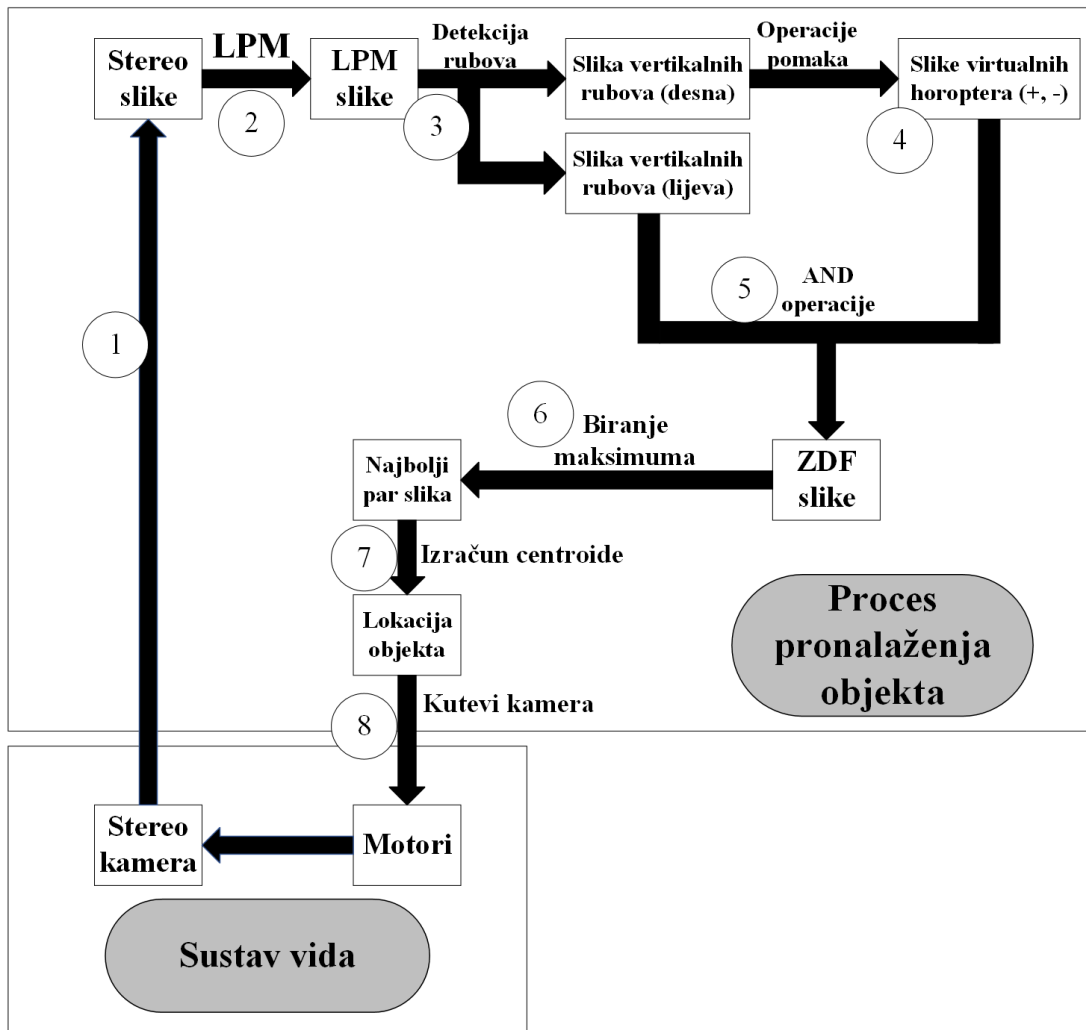 Stereo
slike
LPM
2
LPM
slike
Detekcija
rubova
3
Slika vertikalnih
rubova (desna)
Operacije
pomaka
Slike virtualnih
horoptera (+, -)
4
Slika vertikalnih
rubova (lijeva)
5
AND
operacije
1
6
Biranje
maksimuma
ZDF
slike
Najbolji
par slika
7
Izračun centroide
Lokacija
objekta
Proces
pronalaženja
objekta
8
Kutevi kamera
Stereo
kamera
Motori
Sustav vida